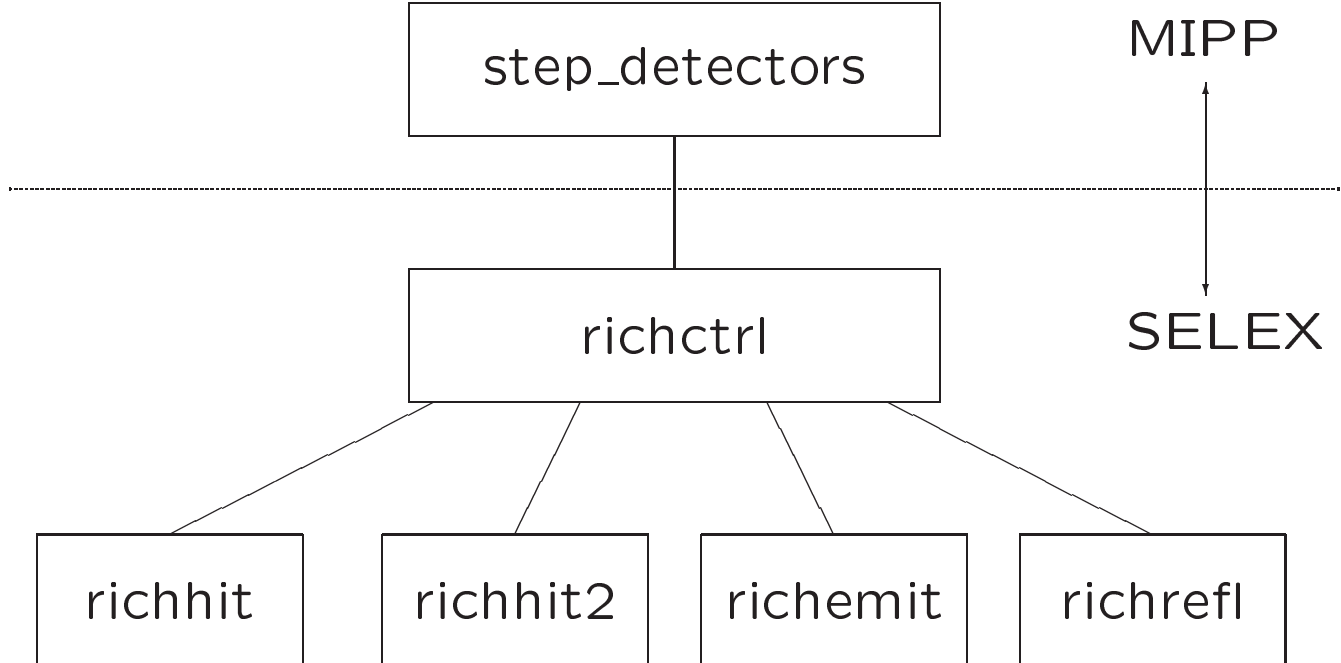 step_detectors
MIPP
richctrl
SELEX
richhit
richhit2
richemit
richrefl